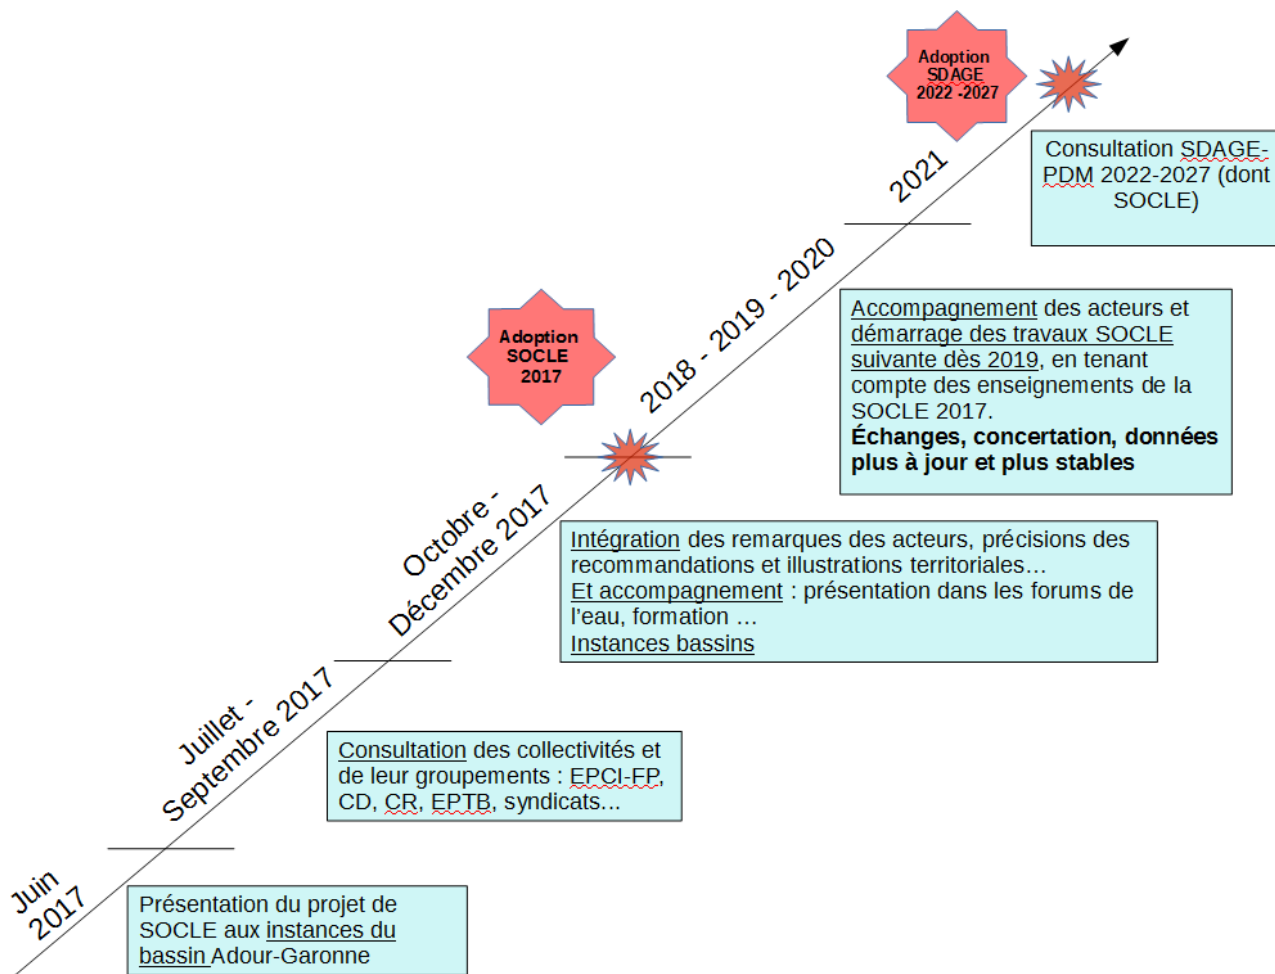 Adoption
SDAGE
2022 -2027
2021
Consultation SDAGE-
PDM 2022-2027 (dont
SOCLE)
Adoption
SOCLE
2017
2018 - 2019 - 2020
Accompagnement des acteurs et
démarrage des travaux SOCLE
suivante dès 2019, en tenant
compte des enseignements de la
SOCLE 2017.
Échanges, concertation, données
plus à jour et plus stables
Octobre -
Décembre 2017
Intégration des remarques des acteurs, précisions des
recommandations et illustrations territoriales…
Et accompagnement : présentation dans les forums de
l'eau, formation …
Instances bassins
Juillet -
Septembre 2017
Consultation des collectivités et
de leur groupements : EPCI-FP,
CD, CR, EPTB, syndicats…
Juin
2017
Présentation du projet de
SOCLE aux instances du
bassin Adour-Garonne